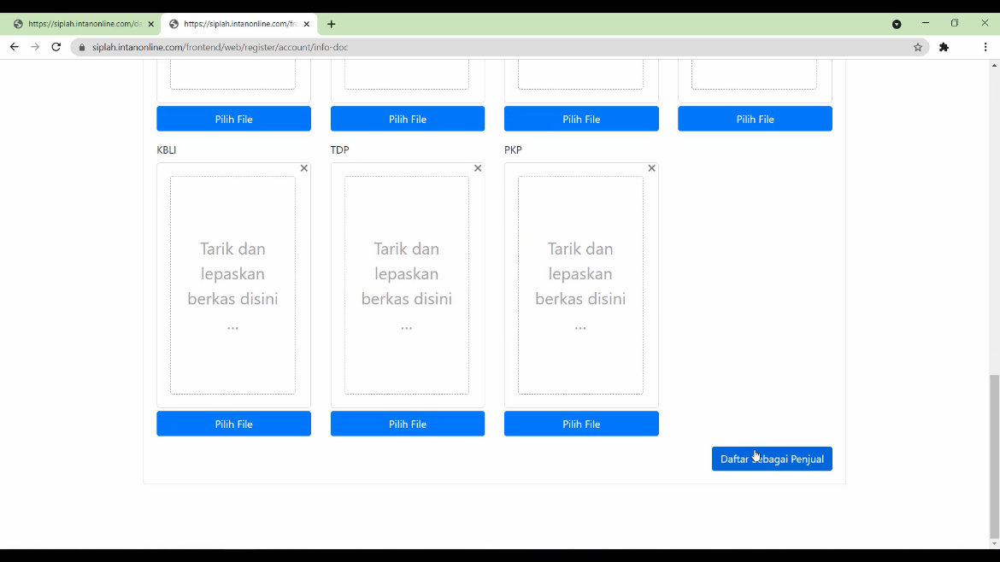 https://siplah.intanonline.com/da
https://siplah.intanonline.com/fr
siplah.intanonline.com/frontend/web/register/account/info-doc
Pilih File
Pilih File
Pilih File
Pilih File
KBLI
TDP
PKP
Tarik dan
lepaskan
berkas disini
...
Tarik dan
lepaskan
berkas disini
...
Tarik dan
lepaskan
berkas disini
...
Pilih File
Pilih File
Pilih File
Daftar Sebagai Penjual